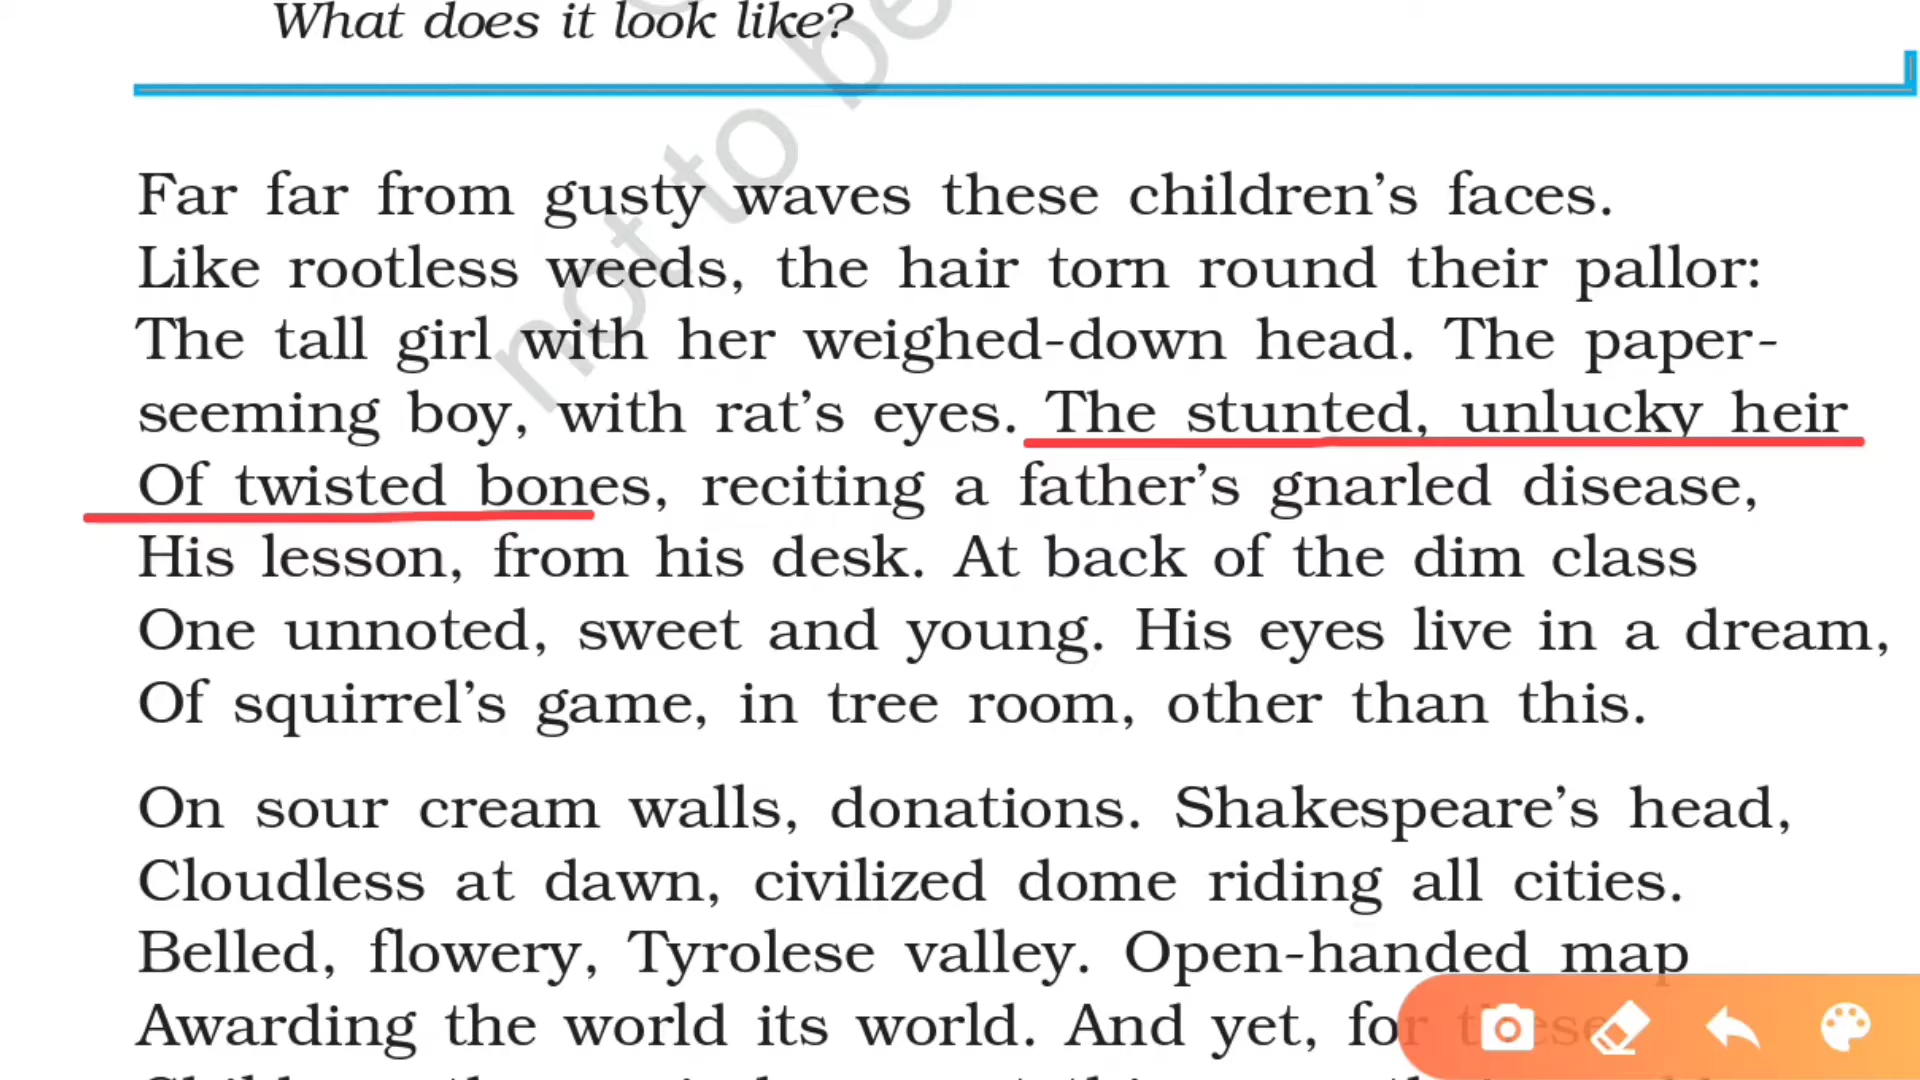 What does it look like?
not to be
Far far from gusty waves these children's faces.
Like rootless weeds, the hair torn round their pallor:
The tall girl with her weighed-down head. The paper-
seeming boy, with rat's eyes. The stunted, unlucky heir
Of twisted bones, reciting a father's gnarled disease,
His lesson, from his desk. At back of the dim class
One unnoted, sweet and young. His eyes live in a dream,
Of squirrel's game, in tree room, other than this.
On sour cream walls, donations. Shakespeare's head,
Cloudless at dawn, civilized dome riding all cities.
Belled, flowery, Tyrolese valley. Open-handed map
Awarding the world its world. And yet, for these